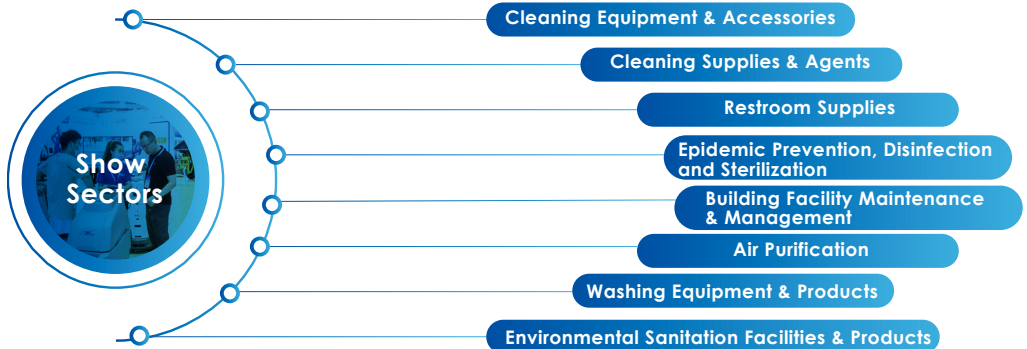 Show
Sectors
Cleaning Equipment & Accessories
Cleaning Supplies & Agents
Restroom Supplies
Epidemic Prevention, Disinfection
and Sterilization
Building Facility Maintenance
& Management
Air Purification
Washing Equipment & Products
Environmental Sanitation Facilities & Products